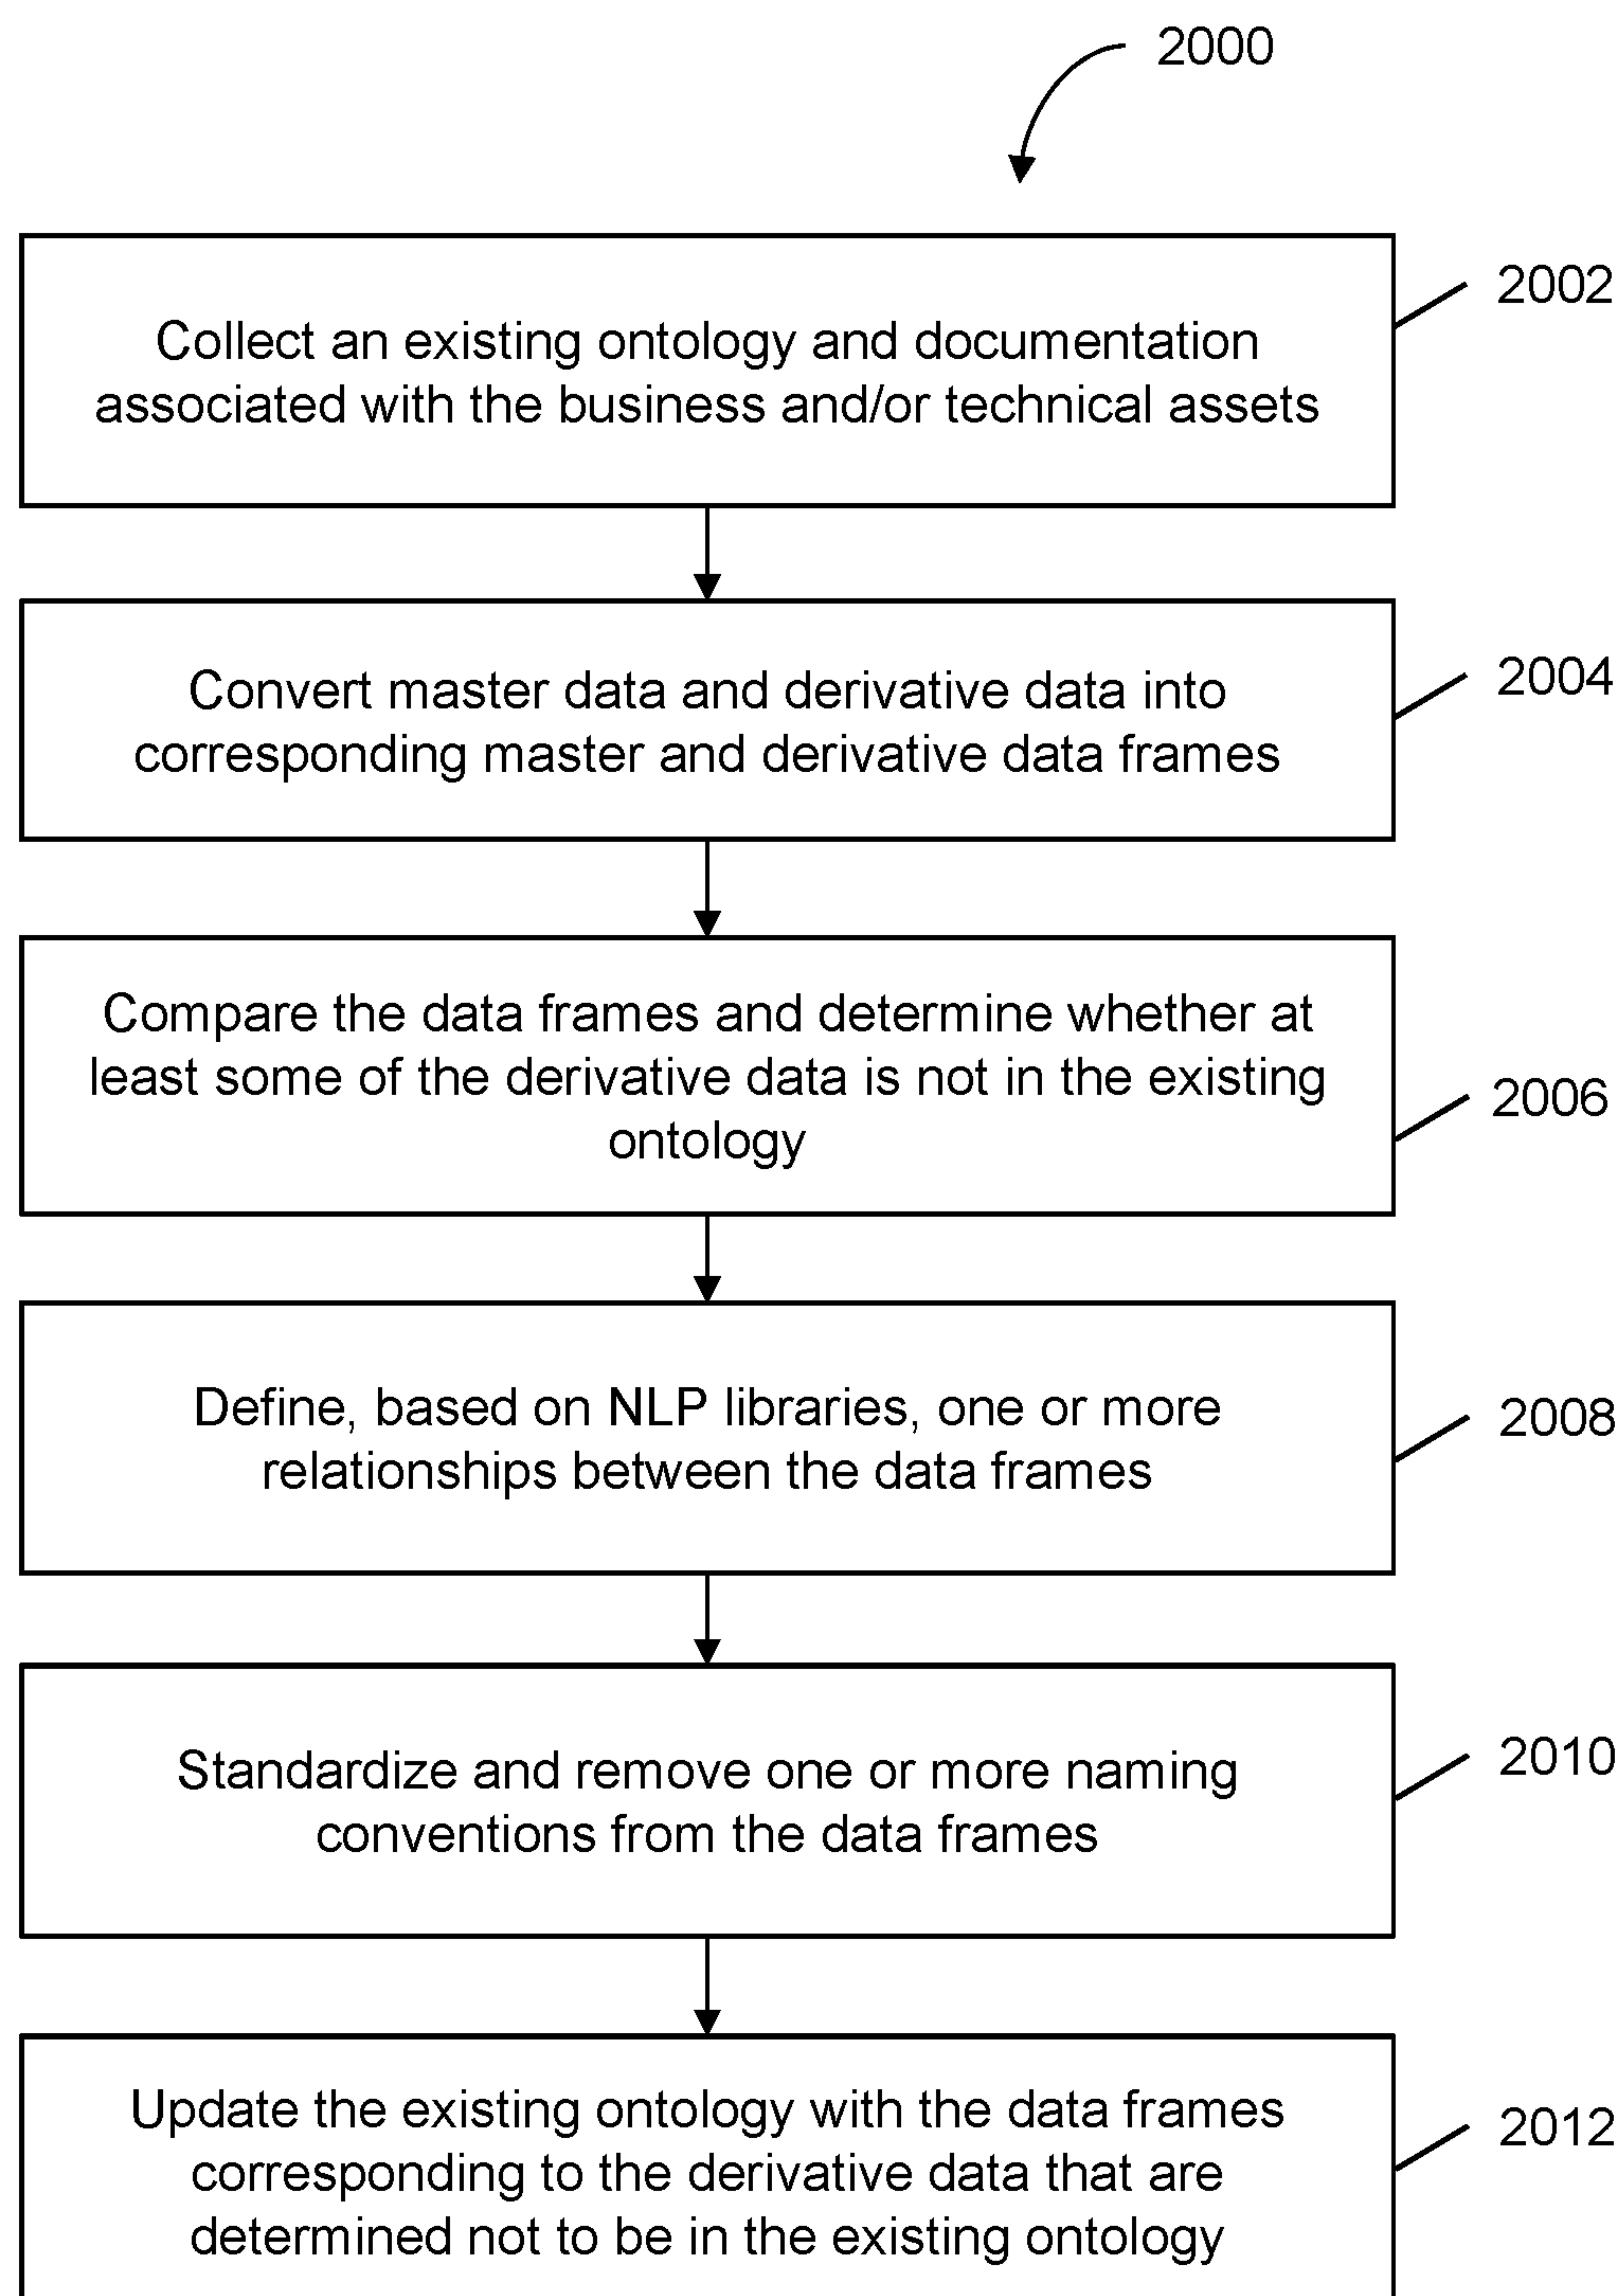 2000
2002
Collect an existing ontology and documentation
associated with the business and/or technical assets
2004
Convert master data and derivative data into
corresponding master and derivative data frames
2006
Compare the data frames and determine whether at
least some of the derivative data is not in the existing
ontology
2008
Define, based on NLP libraries, one or more
relationships between the data frames
2010
Standardize and remove one or more naming
conventions from the data frames
2012
Update the existing ontology with the data frames
corresponding to the derivative data that are
determined not to be in the existing ontology